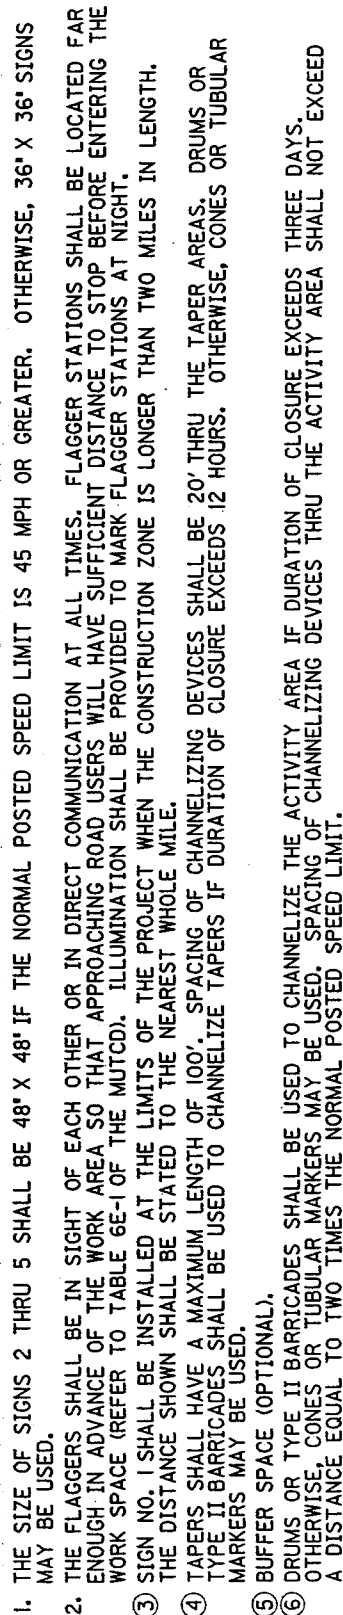 1. THE SIZE OF SIGNS 2 THRU 5 SHALL BE 48" X 48" IF THE NORMAL POSTED SPEED LIMIT IS 45 MPH OR GREATER. OTHERWISE, 36" X 36" SIGNS
MAY BE USED.
2. THE FLAGGERS SHALL BE IN SIGHT OF EACH OTHER OR IN DIRECT COMMUNICATION AT ALL TIMES. FLAGGER STATIONS SHALL BE LOCATED FAR
ENOUGH IN ADVANCE OF THE WORK AREA SO THAT APPROACHING ROAD USERS WILL HAVE SUFFICIENT DISTANCE TO STOP BEFORE ENTERING THE
WORK SPACE (REFER TO TABLE 6E-1 OF THE MUTCD). ILLUMINATION SHALL BE PROVIDED TO MARK FLAGGER STATIONS AT NIGHT.
③ SIGN NO. 1 SHALL BE INSTALLED AT THE LIMITS OF THE PROJECT WHEN THE CONSTRUCTION ZONE IS LONGER THAN TWO MILES IN LENGTH.
THE DISTANCE SHOWN SHALL BE STATED TO THE NEAREST WHOLE MILE.
④ TAPERS SHALL HAVE A MAXIMUM LENGTH OF 100'. SPACING OF CHANNELIZING DEVICES SHALL BE 20' THRU THE TAPER AREAS. DRUMS OR
TYPE II BARRICADES SHALL BE USED TO CHANNELIZE TAPERS IF DURATION OF CLOSURE EXCEEDS 12 HOURS. OTHERWISE, CONES OR TUBULAR
MARKERS MAY BE USED.
⑤ BUFFER SPACE (OPTIONAL).
⑥ DRUMS OR TYPE II BARRICADES SHALL BE USED TO CHANNELIZE THE ACTIVITY AREA IF DURATION OF CLOSURE EXCEEDS THREE DAYS.
OTHERWISE, CONES OR TUBULAR MARKERS MAY BE USED. SPACING OF CHANNELIZING DEVICES THRU THE ACTIVITY AREA SHALL NOT EXCEED
A DISTANCE EQUAL TO TWO TIMES THE NORMAL POSTED SPEED LIMIT.